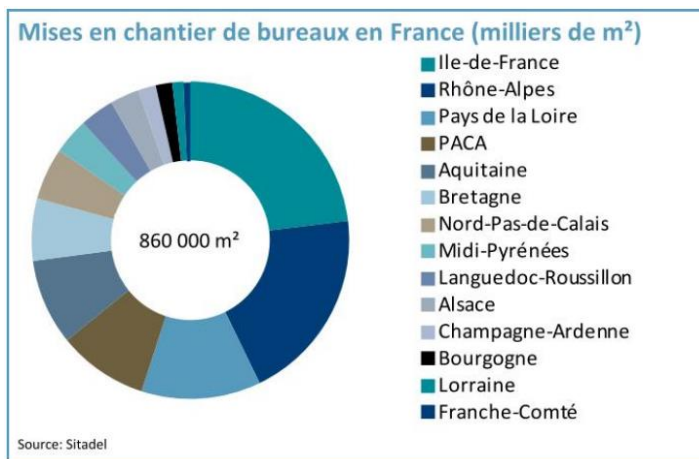 Mises en chantier de bureaux en France (milliers de m²)
Ile-de-France
Rhône-Alpes
Pays de la Loire
PACA
Aquitaine
Bretagne
Nord-Pas-de-Calais
Midi-Pyrénées
Languedoc-Roussillon
Alsace
Champagne-Ardenne
Bourgogne
Lorraine
Franche-Comté
860 000 m²
Source: Sitadel